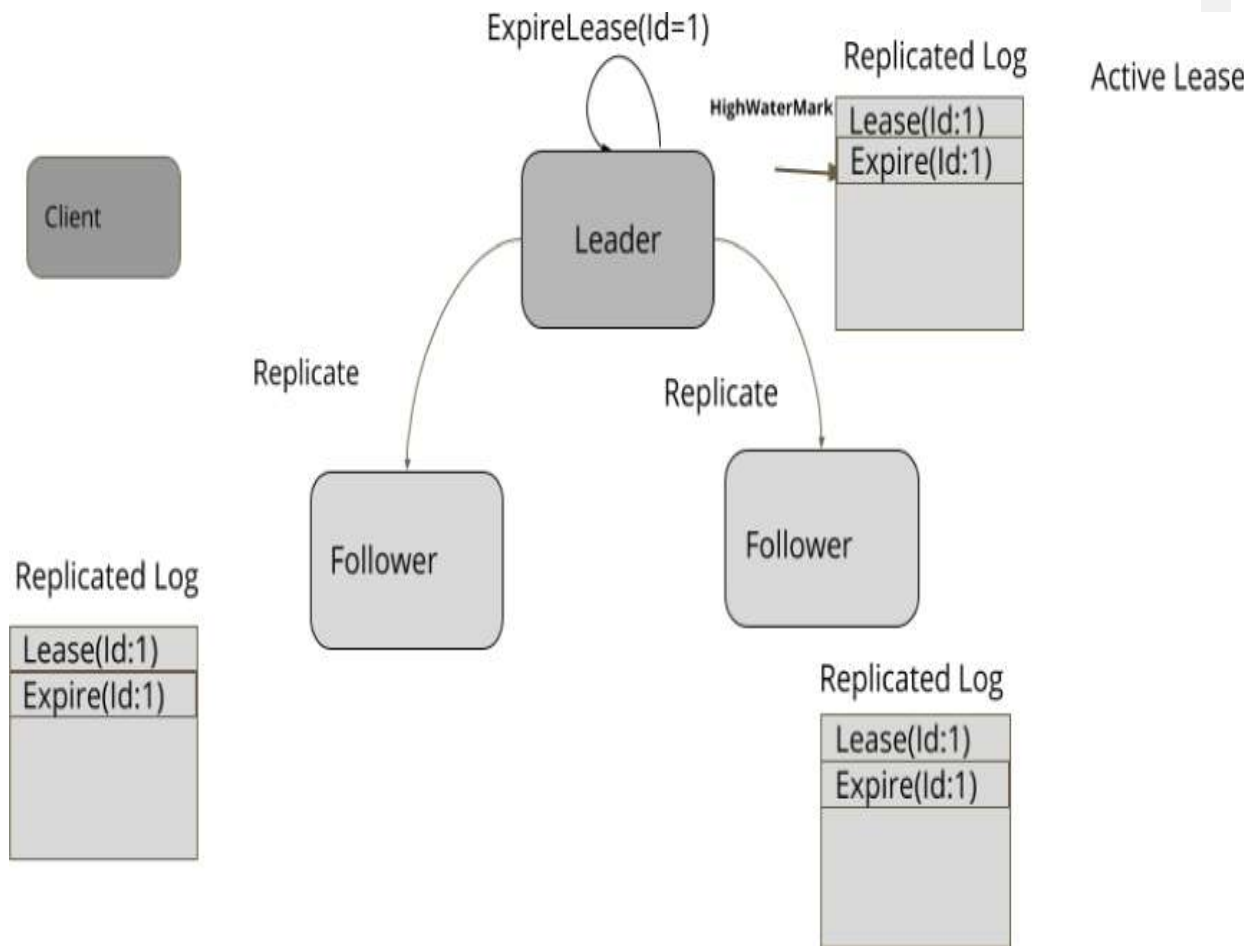 ExpireLease(Id=1)
Replicated Log
Active Lease
HighWaterMark
Lease(Id:1)
Expire(Id:1)
Client
Leader
Replicate
Replicate
Follower
Follower
Replicated Log
Lease(Id:1)
Expire(Id:1)
Replicated Log
Lease(Id:1)
Expire(Id:1)